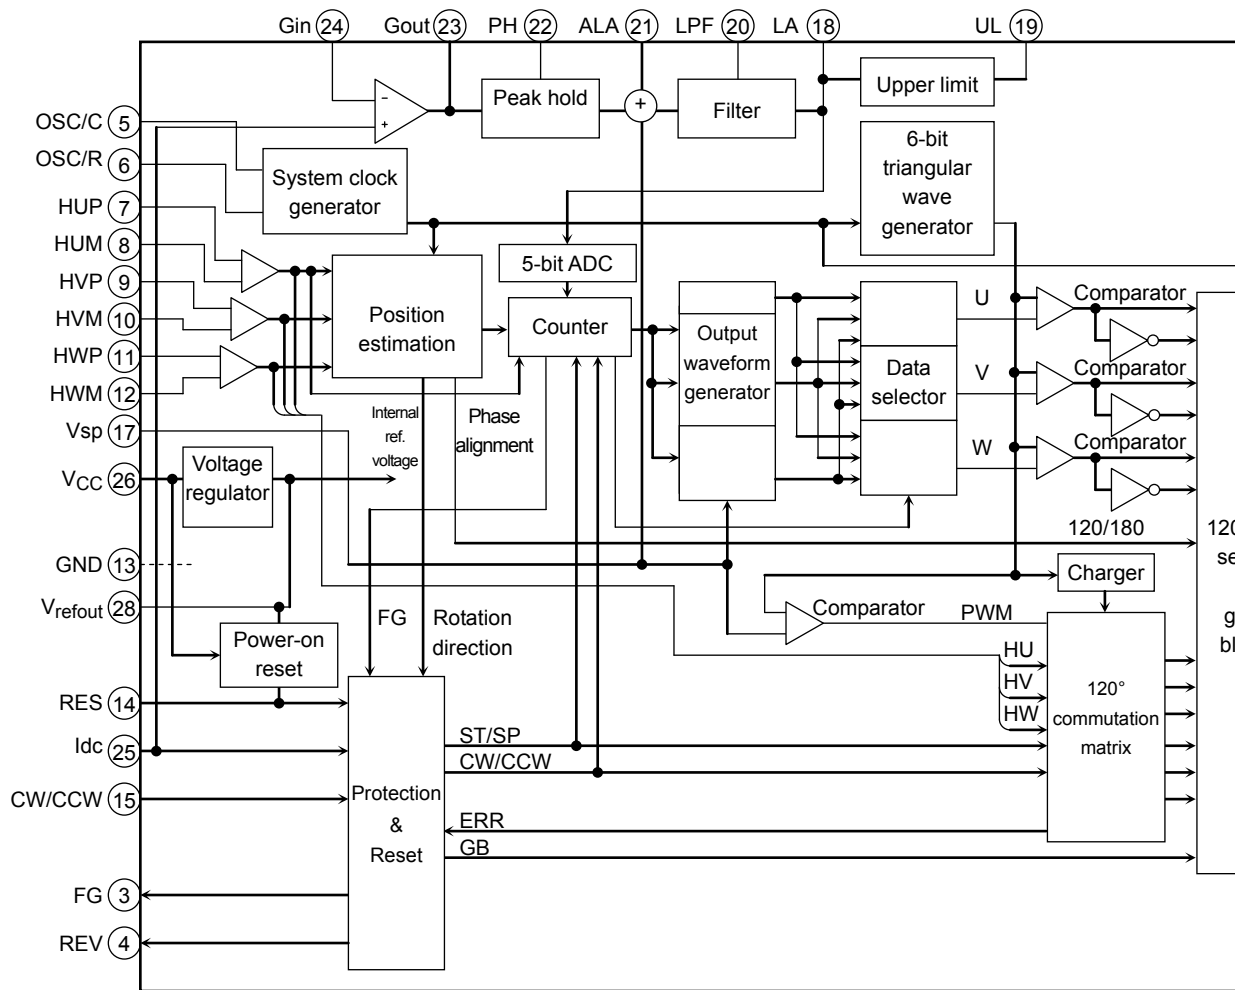 Gin 24
Gout 23
PH 22
ALA 21
LPF 20
LA 18
UL 19
Peak hold
+
Filter
Upper limit
−
+
OSC/C 5
OSC/R 6
System clock
generator
6-bit
triangular
wave
generator
HUP 7
HUM 8
HVP 9
HVM 10
HWP 11
HWM 12
5-bit ADC
Position
estimation
Counter
Output
waveform
generator
Data
selector
U
V
W
Comparator
Comparator
Comparator
Internal
ref.
voltage
Phase
alignment
Vsp 17
VCC 26
Voltage
regulator
120/180
GND 13
Vrefout 28
Power-on
reset
FG
Rotation
direction
Comparator
PWM
Charger
HU
HV
HW
120°
commutation
matrix
RES 14
Idc 25
CW/CCW 15
ST/SP
CW/CCW
Protection
&
Reset
ERR
GB
FG 3
REV 4